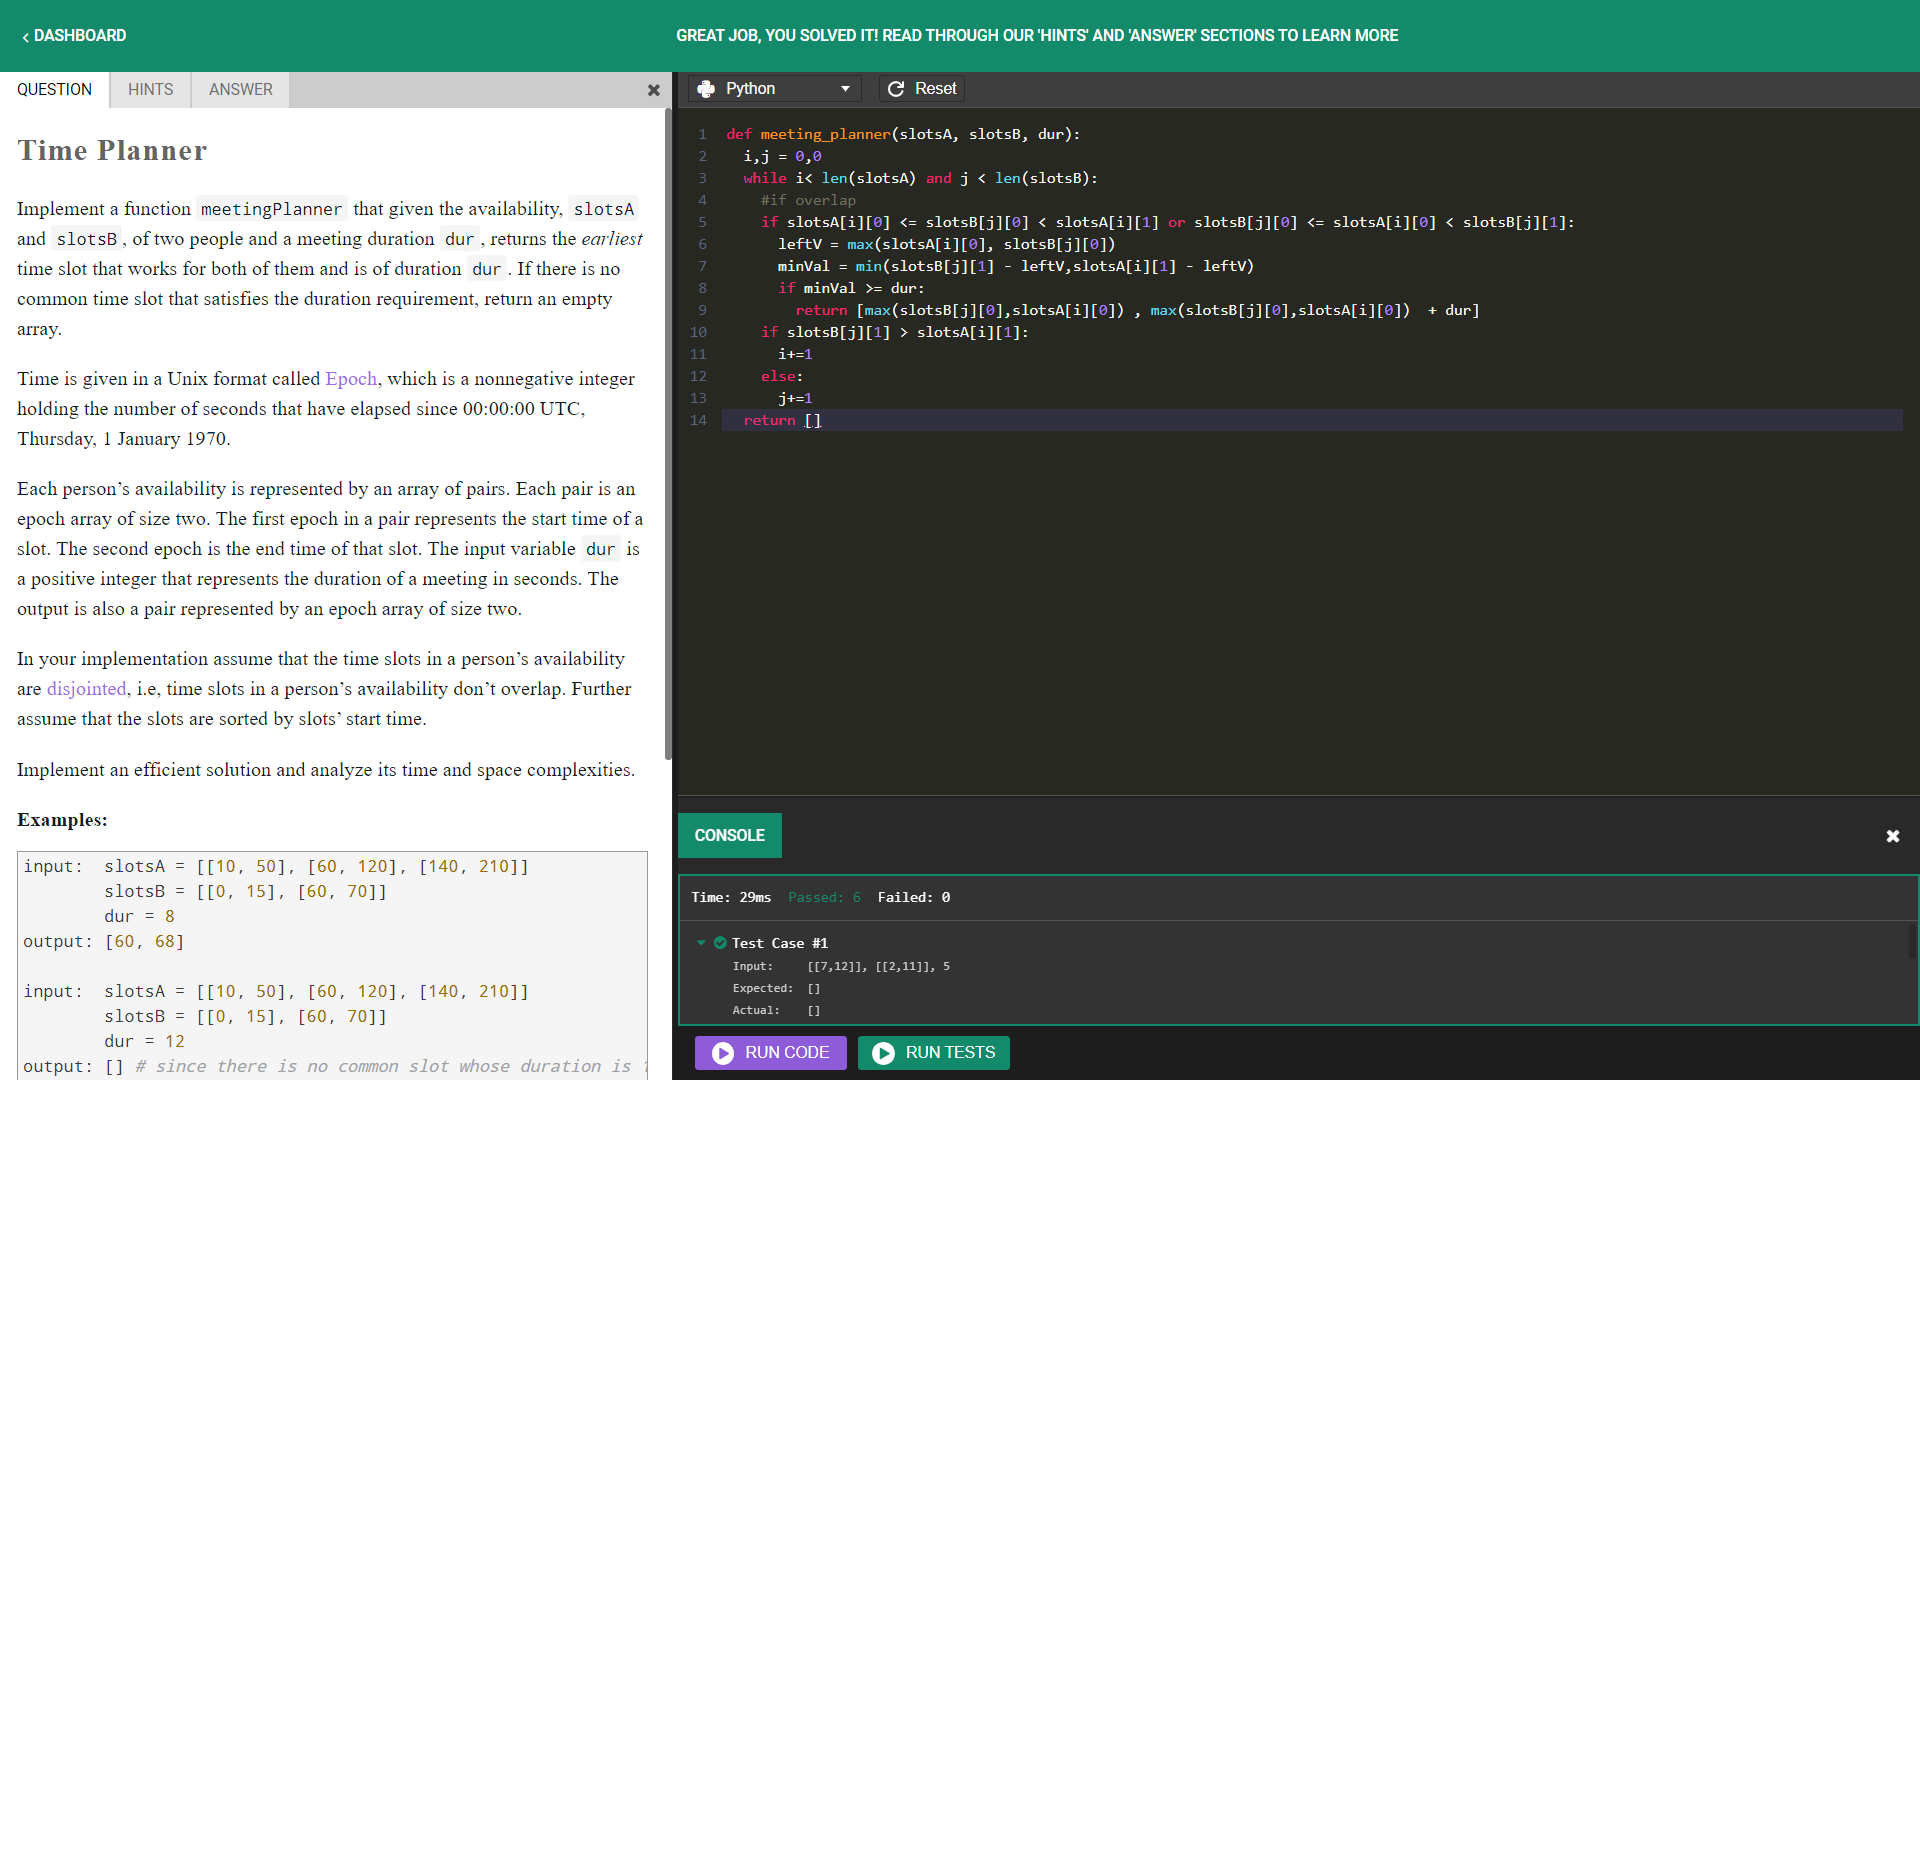 ‹ DASHBOARD
GREAT JOB, YOU SOLVED IT! READ THROUGH OUR 'HINTS' AND 'ANSWER' SECTIONS TO LEARN MORE
QUESTION HINTS ANSWER
Time Planner
Implement a function meetingPlanner that given the availability, slotsA
and slotsB, of two people and a meeting duration dur, returns the earliest
time slot that works for both of them and is of duration dur. If there is no
common time slot that satisfies the duration requirement, return an empty
array.
Time is given in a Unix format called Epoch, which is a nonnegative integer
holding the number of seconds that have elapsed since 00:00:00 UTC,
Thursday, 1 January 1970.
Each person’s availability is represented by an array of pairs. Each pair is an
epoch array of size two. The first epoch in a pair represents the start time of a
slot. The second epoch is the end time of that slot. The input variable dur is
a positive integer that represents the duration of a meeting in seconds. The
output is also a pair represented by an epoch array of size two.
In your implementation assume that the time slots in a person’s availability
are disjointed, i.e, time slots in a person’s availability don’t overlap. Further
assume that the slots are sorted by slots’ start time.
Implement an efficient solution and analyze its time and space complexities.
Examples:
input:  slotsA = [[10, 50], [60, 120], [140, 210]]
        slotsB = [[0, 15], [60, 70]]
        dur = 8
output: [60, 68]
input:  slotsA = [[10, 50], [60, 120], [140, 210]]
        slotsB = [[0, 15], [60, 70]]
        dur = 12
output: [] # since there is no common slot whose duration is
Python Reset
1 def meeting_planner(slotsA, slotsB, dur):
2   i,j = 0,0
3   while i< len(slotsA) and j < len(slotsB):
4     #if overlap
5     if slotsA[i][0] <= slotsB[j][0] < slotsA[i][1] or slotsB[j][0] <= slotsA[i][0] < slotsB[j][1]:
6       leftV = max(slotsA[i][0], slotsB[j][0])
7       minVal = min(slotsB[j][1] - leftV,slotsA[i][1] - leftV)
8       if minVal >= dur:
9         return [max(slotsB[j][0],slotsA[i][0]) , max(slotsB[j][0],slotsA[i][0])  + dur]
10     if slotsB[j][1] > slotsA[i][1]:
11       i+=1
12     else:
13       j+=1
14   return []
CONSOLE
Time: 29ms Passed: 6 Failed: 0
Test Case #1
Input: [[7,12]], [[2,11]], 5
Expected: []
Actual: []
RUN CODE RUN TESTS